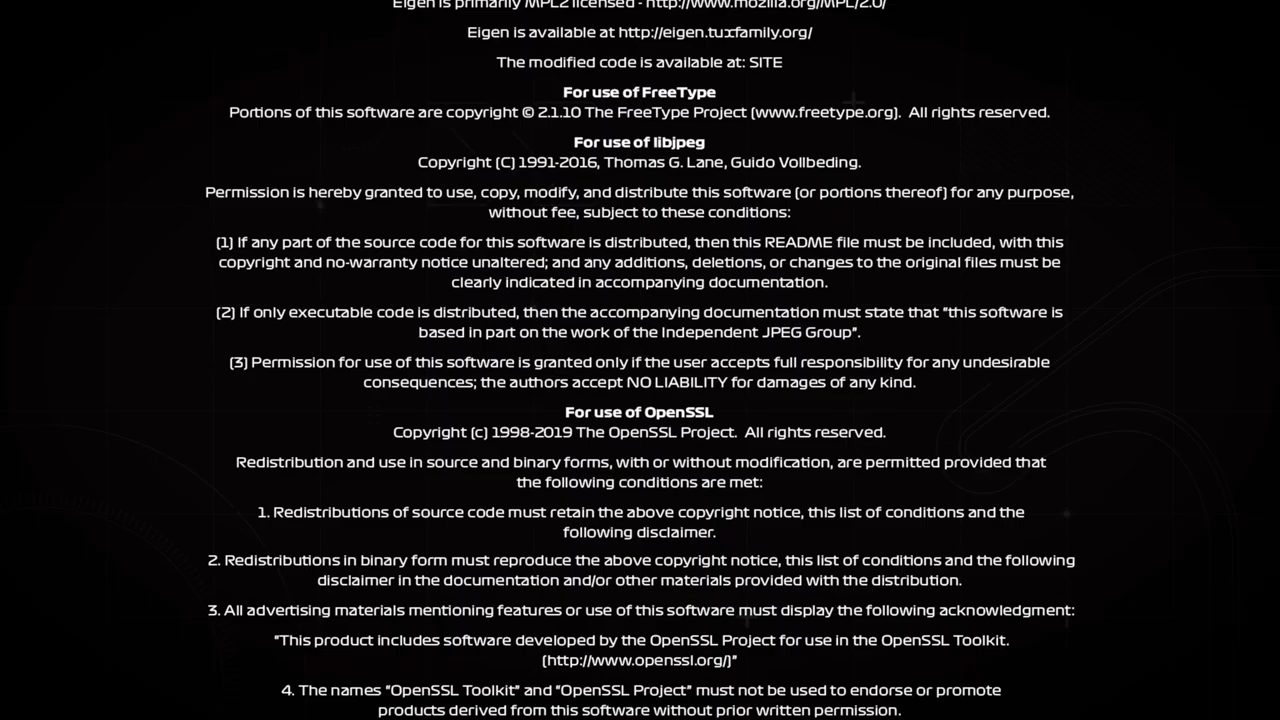 Eigen is primarily MPL2 licensed - http://www.mozilla.org/MPL/2.0/
Eigen is available at http://eigen.tuxfamily.org/
The modified code is available at: SITE
For use of FreeType
Portions of this software are copyright © 2.1.10 The FreeType Project (www.freetype.org).  All rights reserved.
For use of libjpeg
Copyright (C) 1991-2016, Thomas G. Lane, Guido Vollbeding.
Permission is hereby granted to use, copy, modify, and distribute this software (or portions thereof) for any purpose,
without fee, subject to these conditions:
(1) If any part of the source code for this software is distributed, then this README file must be included, with this
copyright and no-warranty notice unaltered; and any additions, deletions, or changes to the original files must be
clearly indicated in accompanying documentation.
(2) If only executable code is distributed, then the accompanying documentation must state that "this software is
based in part on the work of the Independent JPEG Group".
(3) Permission for use of this software is granted only if the user accepts full responsibility for any undesirable
consequences; the authors accept NO LIABILITY for damages of any kind.
For use of OpenSSL
Copyright (c) 1998-2019 The OpenSSL Project.  All rights reserved.
Redistribution and use in source and binary forms, with or without modification, are permitted provided that
the following conditions are met:
1. Redistributions of source code must retain the above copyright notice, this list of conditions and the
following disclaimer.
2. Redistributions in binary form must reproduce the above copyright notice, this list of conditions and the following
disclaimer in the documentation and/or other materials provided with the distribution.
3. All advertising materials mentioning features or use of this software must display the following acknowledgment:
"This product includes software developed by the OpenSSL Project for use in the OpenSSL Toolkit.
(http://www.openssl.org/)"
4. The names "OpenSSL Toolkit" and "OpenSSL Project" must not be used to endorse or promote
products derived from this software without prior written permission.